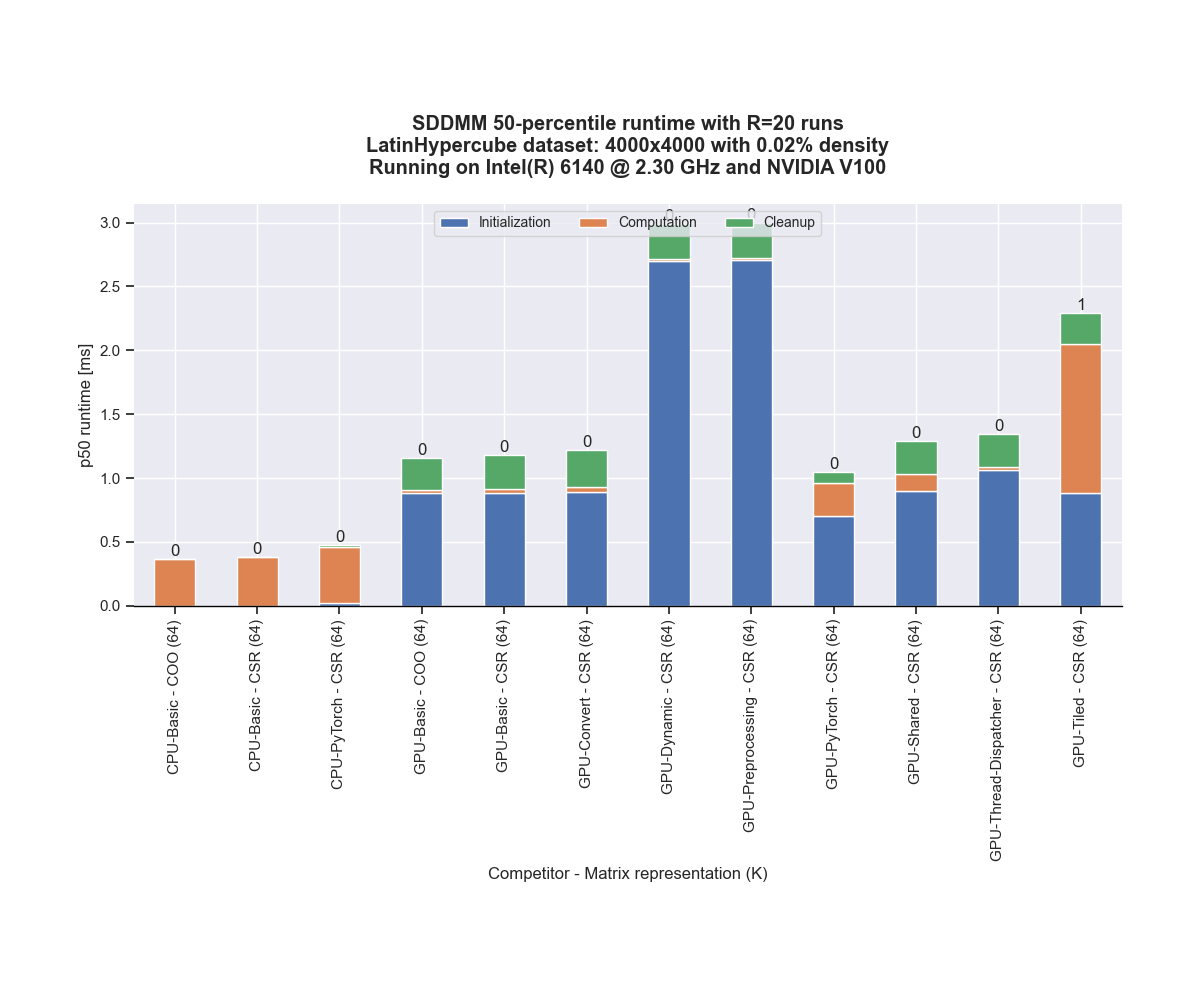 SDDMM 50-percentile runtime with R=20 runs
LatinHypercube dataset: 4000x4000 with 0.02% density
Running on Intel(R) 6140 @ 2.30 GHz and NVIDIA V100
Initialization Computation Cleanup
p50 runtime [ms]
3.0
2.5
2.0
1.5
1.0
0.5
0.0
0 0 0 0 0 0 0 0 0 0 0 1
CPU-Basic - COO (64)
CPU-Basic - CSR (64)
CPU-PyTorch - CSR (64)
GPU-Basic - COO (64)
GPU-Basic - CSR (64)
GPU-Convert - CSR (64)
GPU-Dynamic - CSR (64)
GPU-Preprocessing - CSR (64)
GPU-PyTorch - CSR (64)
GPU-Shared - CSR (64)
GPU-Thread-Dispatcher - CSR (64)
GPU-Tiled - CSR (64)
Competitor - Matrix representation (K)